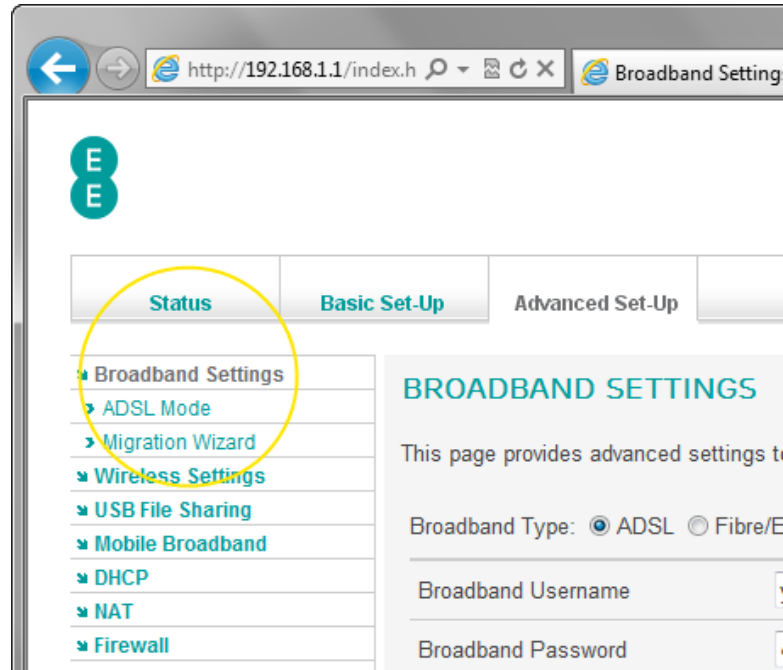 http://192.168.1.1/index.h
Broadband Settings
E
E
Status
Basic Set-Up
Advanced Set-Up
Broadband Settings
ADSL Mode
Migration Wizard
Wireless Settings
USB File Sharing
Mobile Broadband
DHCP
NAT
Firewall
BROADBAND SETTINGS
This page provides advanced settings
Broadband Type: ADSL Fibre/E
Broadband Username
Broadband Password